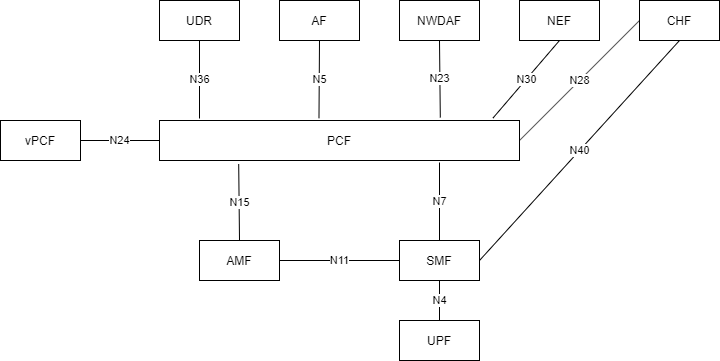 UDR
AF
NWDAF
NEF
CHF
N36
N5
N23
N30
N28
vPCF
N24
PCF
N40
N15
N7
AMF
N11
SMF
N4
UPF